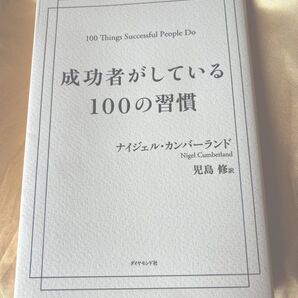 100 Things Successful People Do
成功者がしている
100の習慣
ナイジェル・カンバーランド
Nigel Cumberland
児島 修 訳
ダイヤモンド社